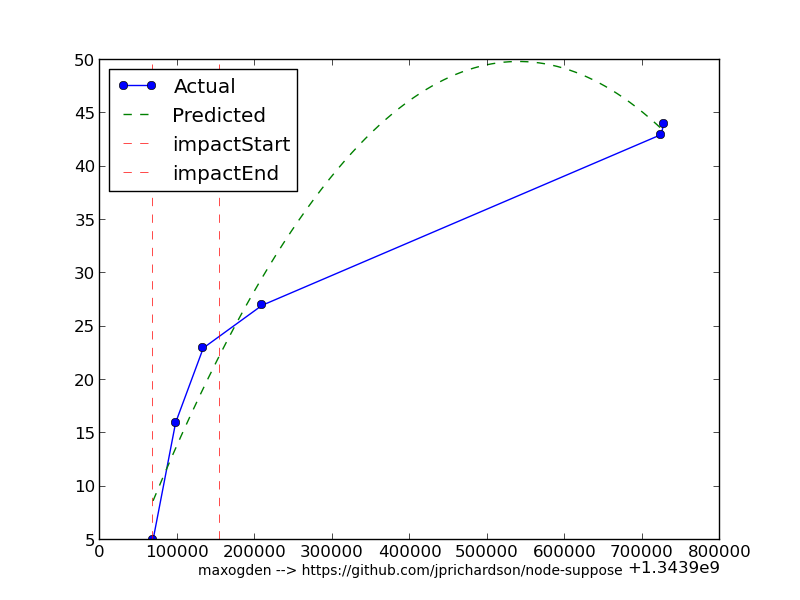 50
45
40
35
30
25
20
15
10
5
Actual
Predicted
impactStart
impactEnd
0 100000 200000 300000 400000 500000 600000 700000 800000
maxogden --> https://github.com/jprichardson/node-suppose +1.3439e9